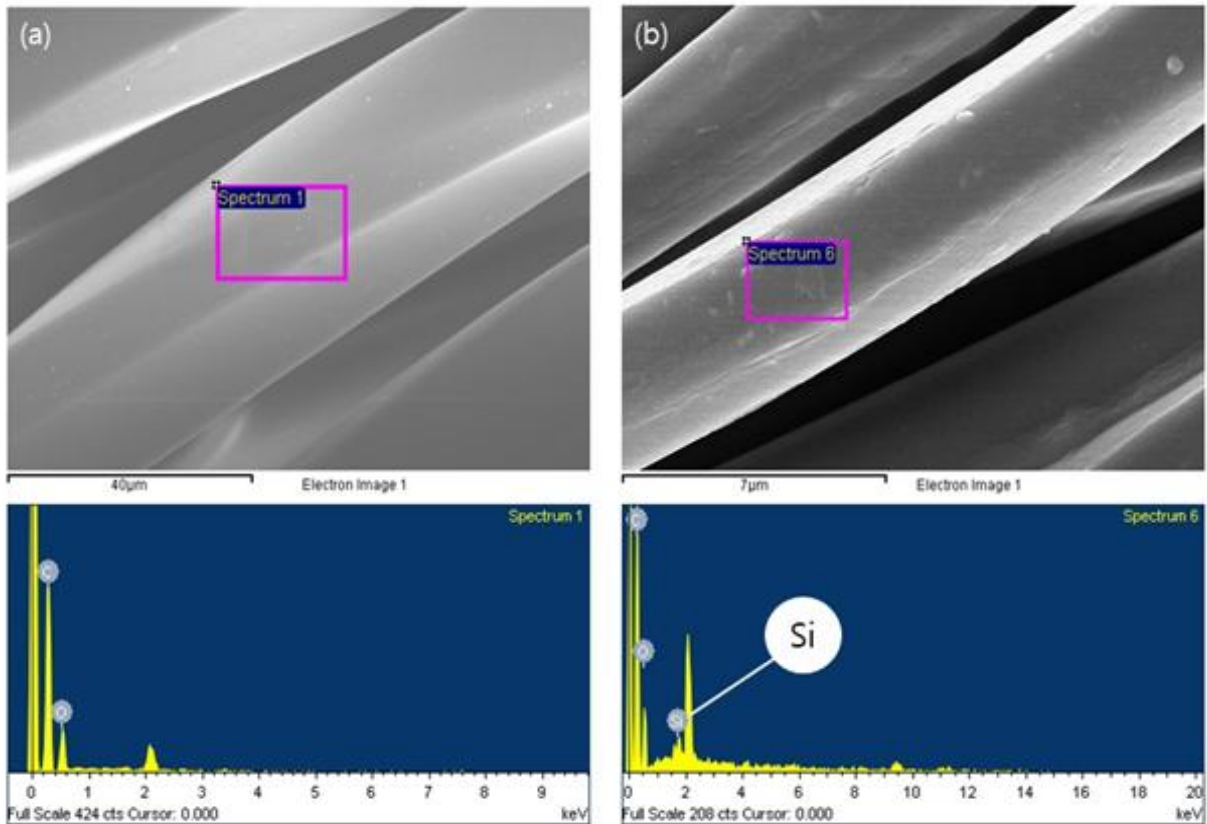 (a)
Spectrum 1
40µm
Electron Image 1
(b)
Spectrum 6
7µm
Electron Image 1
Spectrum 1
C
O
0 1 2 3 4 5 6 7 8 9
Full Scale 424 cts Cursor: 0.000
keV
Spectrum 6
C
O
Si
Si
0 2 4 6 8 10 12 14 16 18 20
Full Scale 208 cts Cursor: 0.000
keV